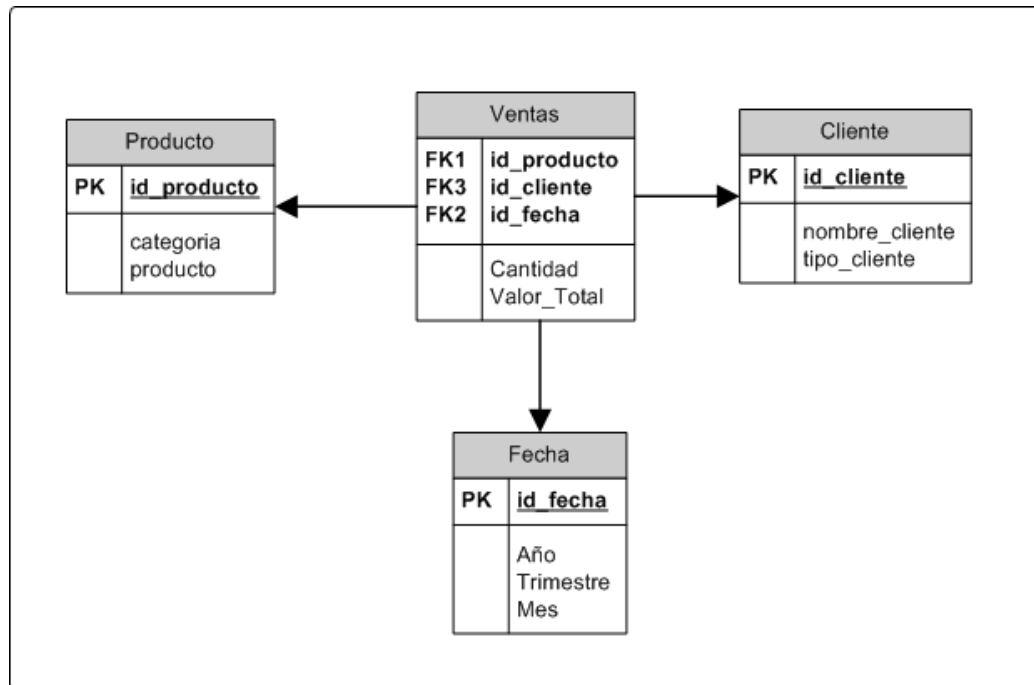 Producto
PK id_producto
categoria
producto
Ventas
FK1 id_producto
FK3 id_cliente
FK2 id_fecha
Cantidad
Valor_Total
Cliente
PK id_cliente
nombre_cliente
tipo_cliente
Fecha
PK id_fecha
Año
Trimestre
Mes